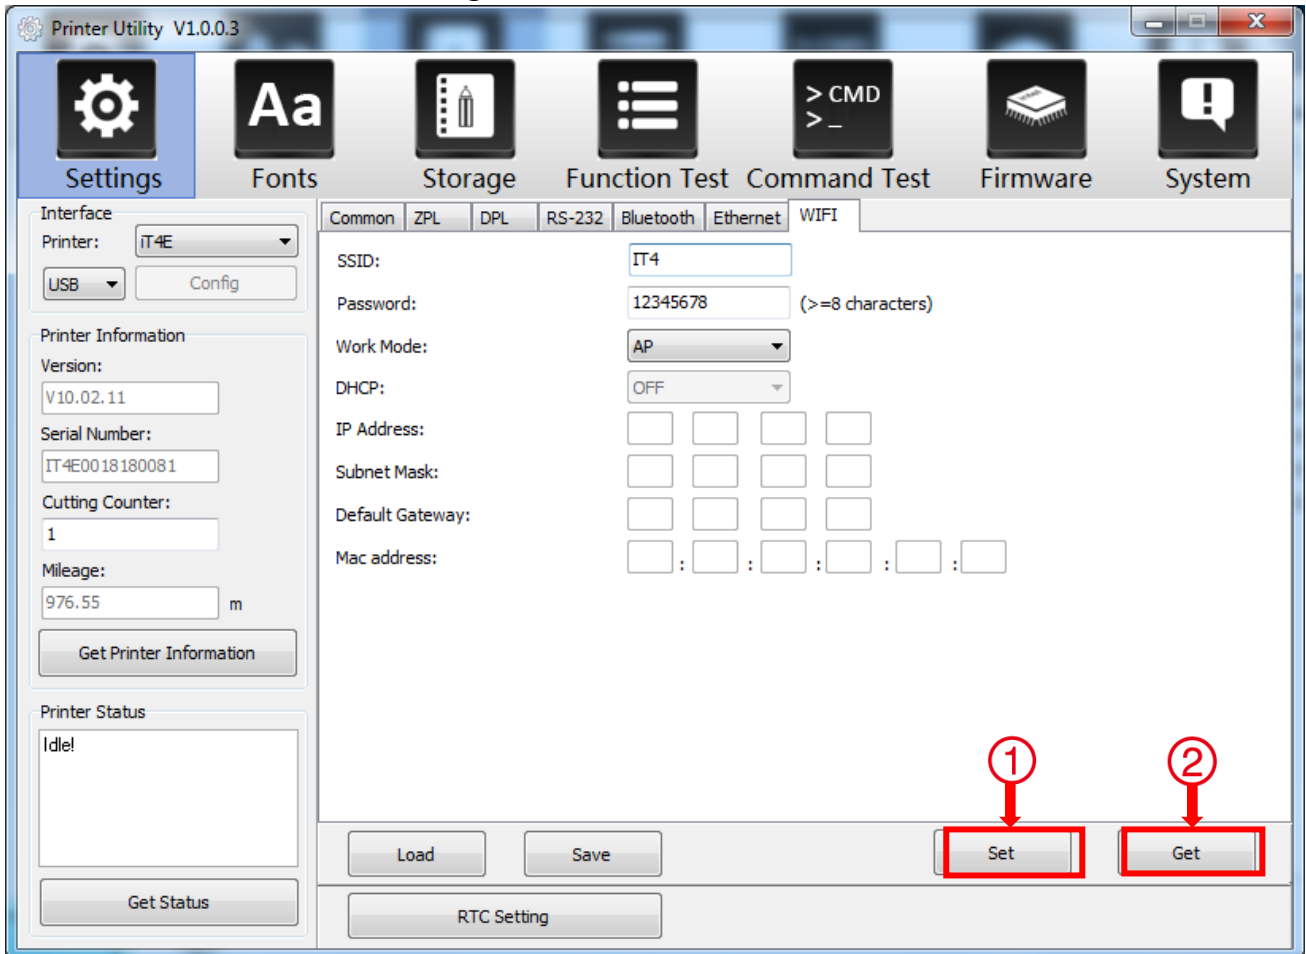 Printer Utility V1.0.0.3
Aa
> CMD
>_
Settings Fonts Storage Function Test Command Test Firmware System
Interface
Printer: iT4E
USB Config
Printer Information
Version:
V10.02.11
Serial Number:
IT4E0018180081
Cutting Counter:
1
Mileage:
976.55 m
Get Printer Information
Printer Status
Idle!
Get Status
Common ZPL DPL RS-232 Bluetooth Ethernet WIFI
SSID: IT4
Password: 12345678 (>=8 characters)
Work Mode: AP
DHCP: OFF
IP Address:
Subnet Mask:
Default Gateway:
Mac address: : : : : :
1 2
Load Save Set Get
RTC Setting